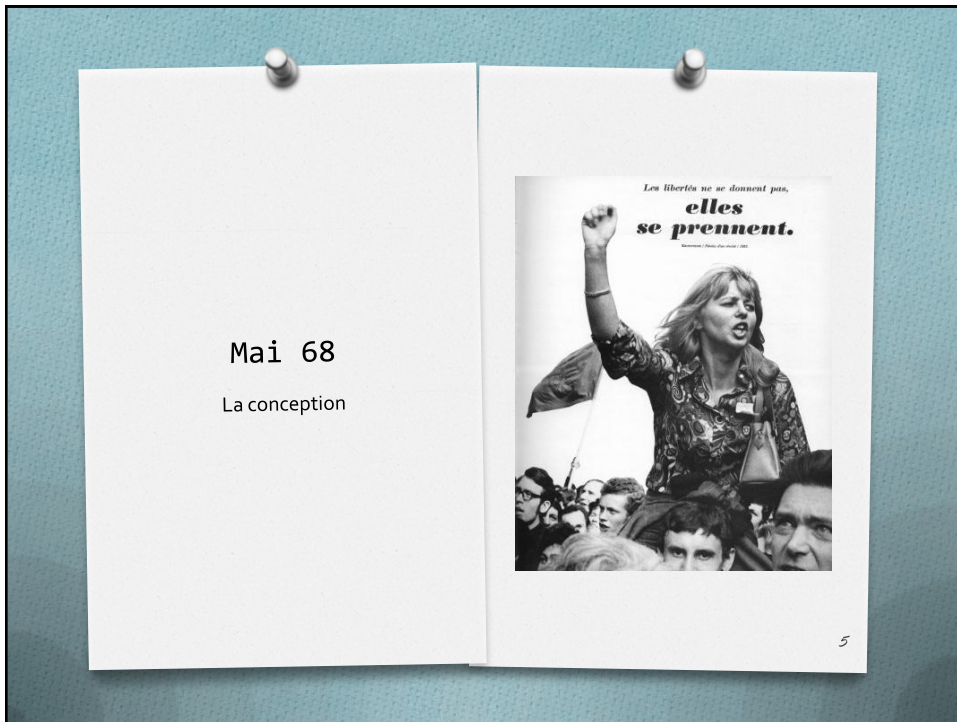 Mai 68
La conception
Les libertés ne se donnent pas,
elles
se prennent.
5